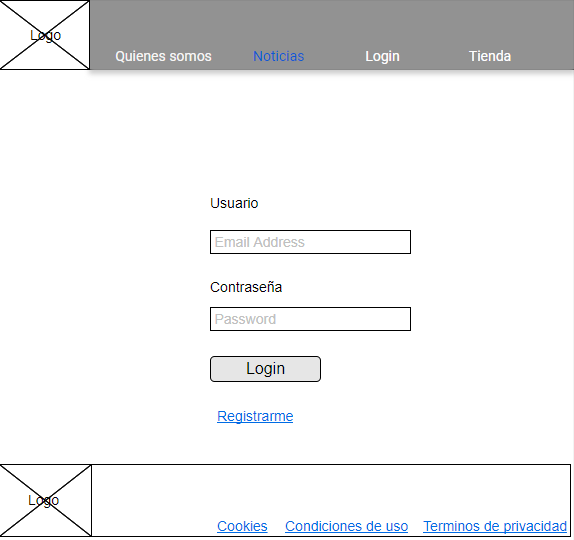 Logo
Quienes somos Noticias Login Tienda
Usuario
Email Address
Contraseña
Password
Login
Registrarme
Logo
Cookies Condiciones de uso Terminos de privacidad